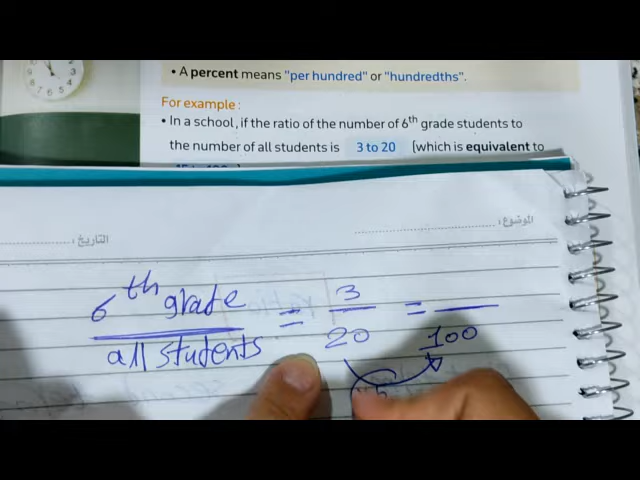 • A percent means "per hundred" or "hundredths".
For example :
• In a school, if the ratio of the number of 6th grade students to
the number of all students is 3 to 20 [which is equivalent to
الموضوع:
التاريخ:
6th grade
all students
= 3/20 = —/100